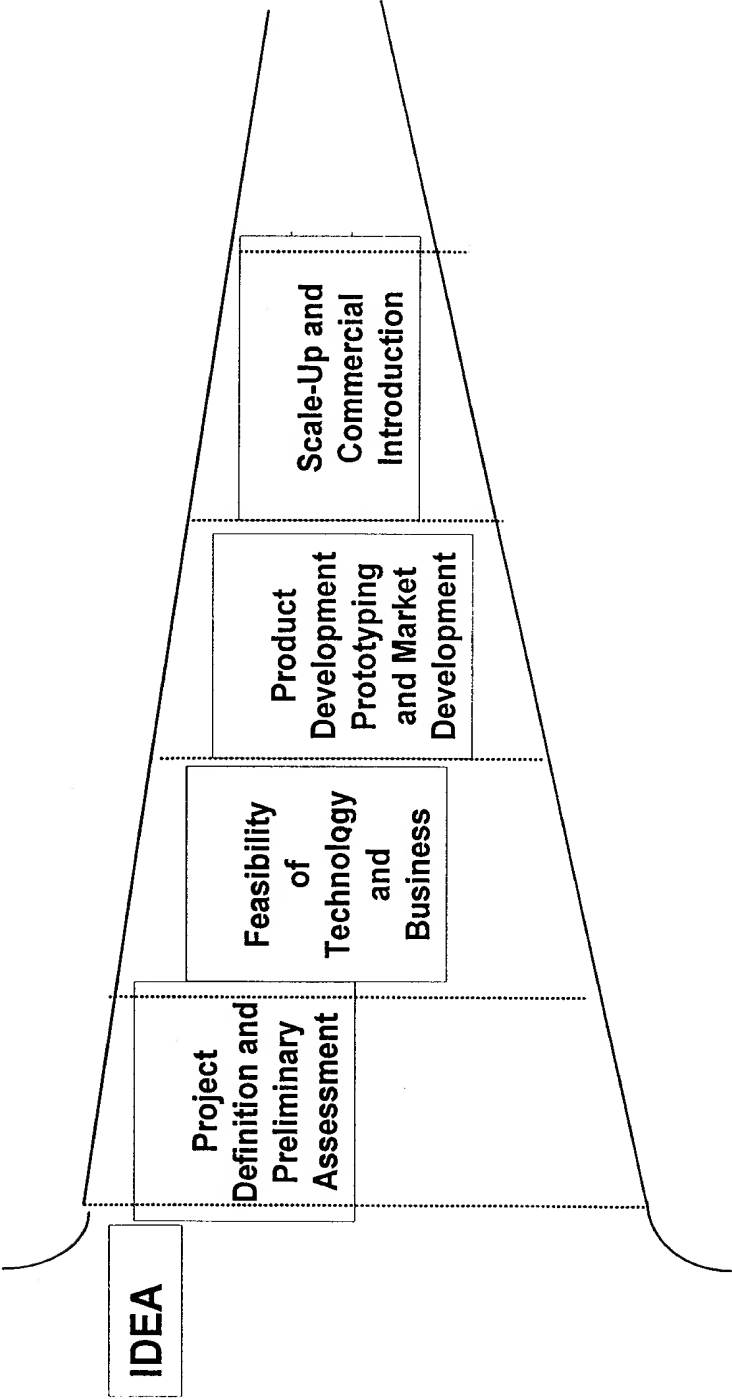 IDEA
Project
Definition and
Preliminary
Assessment
Feasibility
of
Technology
and
Business
Product
Development
Prototyping
and Market
Development
Scale-Up and
Commercial
Introduction